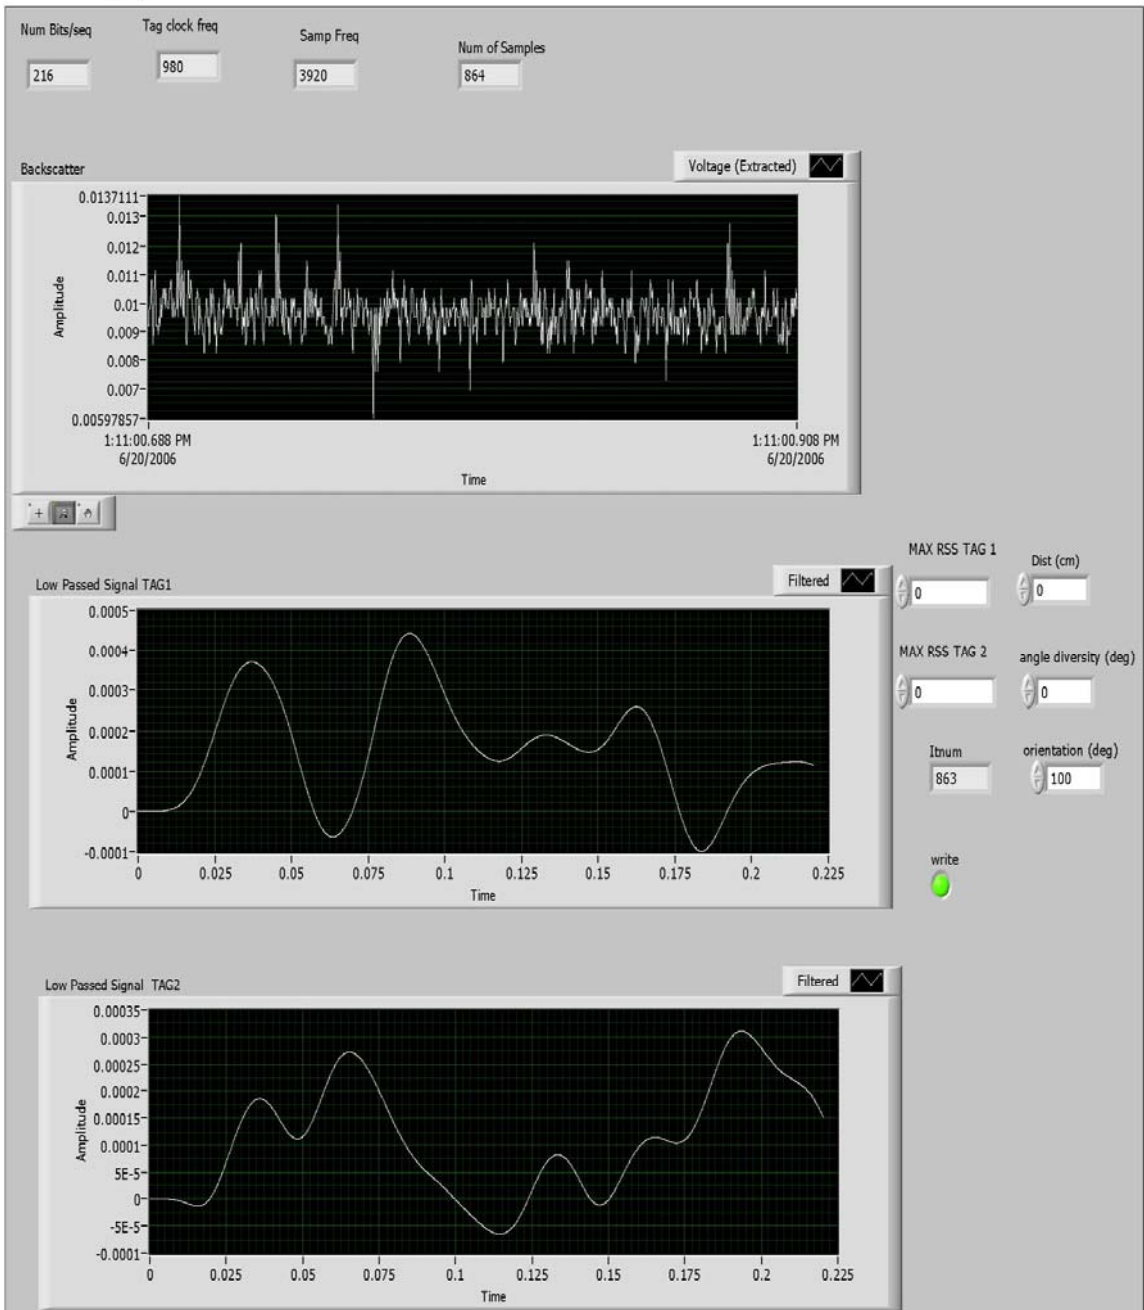 Num Bits/seq
216
Tag clock freq
980
Samp Freq
3920
Num of Samples
864
Backscatter
Voltage (Extracted)
0.0137111
0.013
0.012
0.011
0.01
0.009
0.008
0.007
0.00597857
Amplitude
1:11:00.688 PM
6/20/2006
1:11:00.908 PM
6/20/2006
Time
Low Passed Signal TAG1
Filtered
0.0005
0.0004
0.0003
0.0002
0.0001
0
-0.0001
Amplitude
0
0.025
0.05
0.075
0.1
0.125
0.15
0.175
0.2
0.225
Time
MAX RSS TAG 1
0
Dist (cm)
0
MAX RSS TAG 2
0
angle diversity (deg)
0
Itnum
863
orientation (deg)
100
write
Low Passed Signal TAG2
Filtered
0.00035
0.0003
0.00025
0.0002
0.00015
0.0001
5E-5
0
-5E-5
-0.0001
Amplitude
0
0.025
0.05
0.075
0.1
0.125
0.15
0.175
0.2
0.225
Time